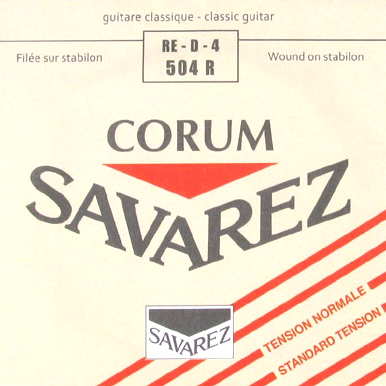 guitare classique - classic guitar
Filée sur stabilon
RE - D - 4
504 R
Wound on stabilon
CORUM
SAVAREZ
SAVAREZ
TENSION NORMALE
STANDARD TENSION